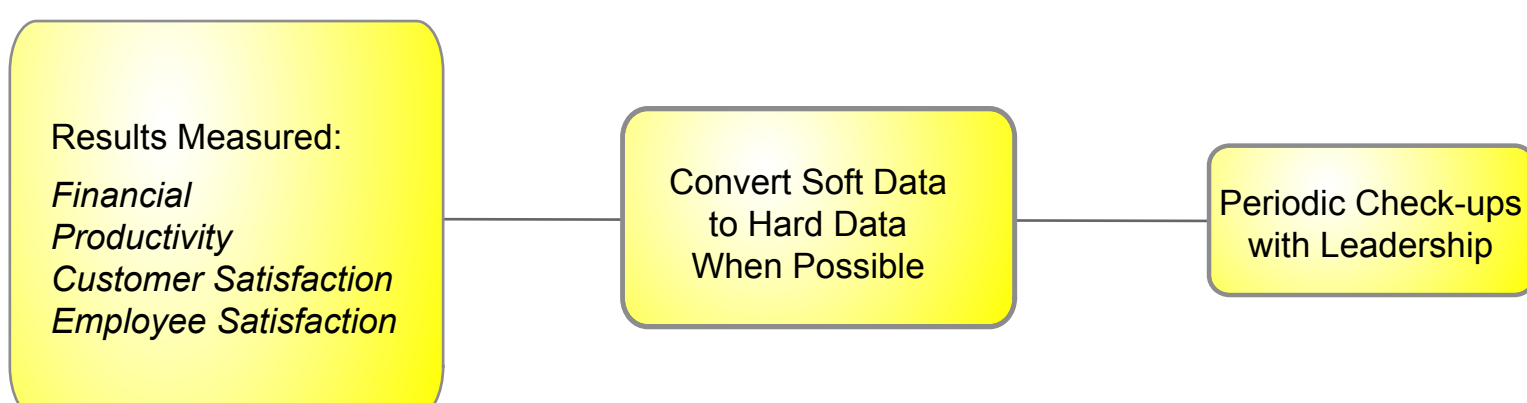 Results Measured:
Financial
Productivity
Customer Satisfaction
Employee Satisfaction
Convert Soft Data
to Hard Data
When Possible
Periodic Check-ups
with Leadership